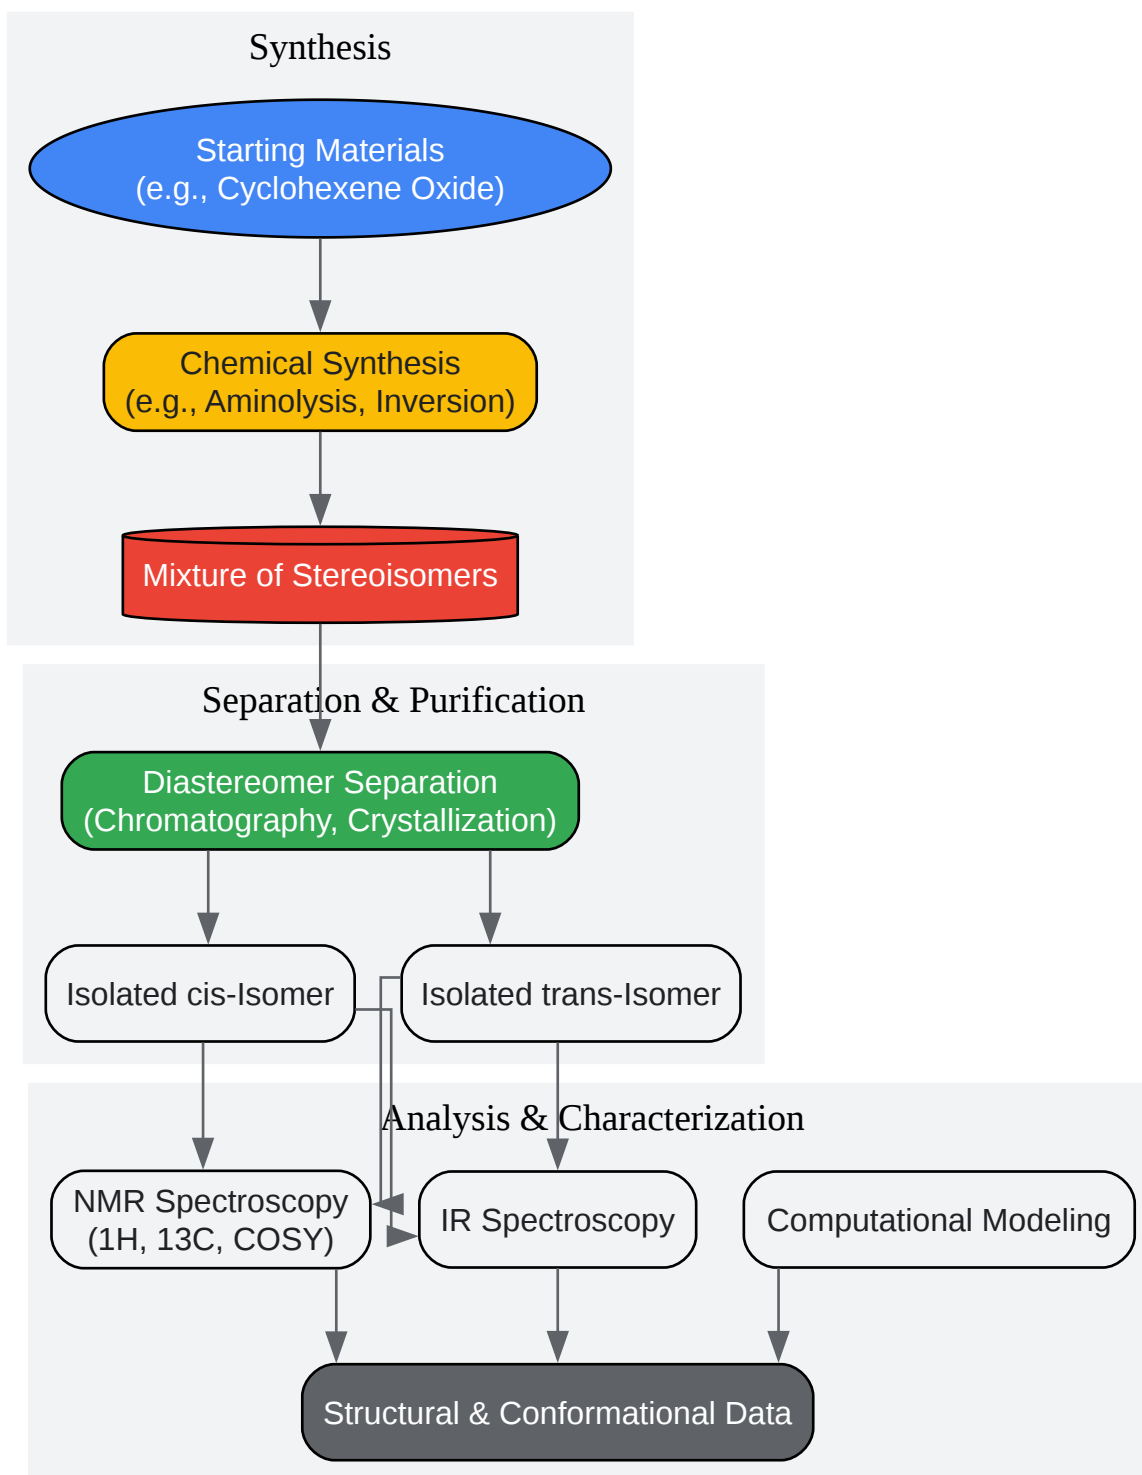 Synthesis
Starting Materials
(e.g., Cyclohexene Oxide)
Chemical Synthesis
(e.g., Aminolysis, Inversion)
Mixture of Stereoisomers
Separation & Purification
Diastereomer Separation
(Chromatography, Crystallization)
Isolated cis-Isomer
Isolated trans-Isomer
Analysis & Characterization
NMR Spectroscopy
(1H, 13C, COSY)
IR Spectroscopy
Computational Modeling
Structural & Conformational Data